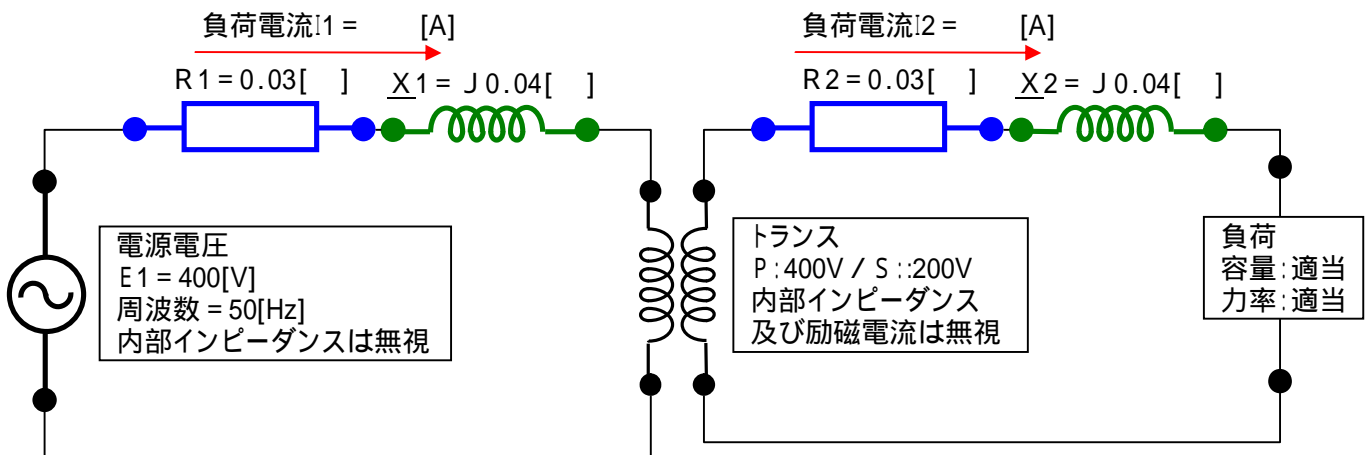 負荷電流I1＝ [A]
負荷電流I2＝ [A]
R1＝0.03[ ]
X1＝J0.04[ ]
R2＝0.03[ ]
X2＝J0.04[ ]
電源電圧
E1＝400[V]
周波数＝50[Hz]
内部インピーダンスは無視
トランス
P:400V / S::200V
内部インピーダンス
及び励磁電流は無視
負荷
容量:適当
力率:適当